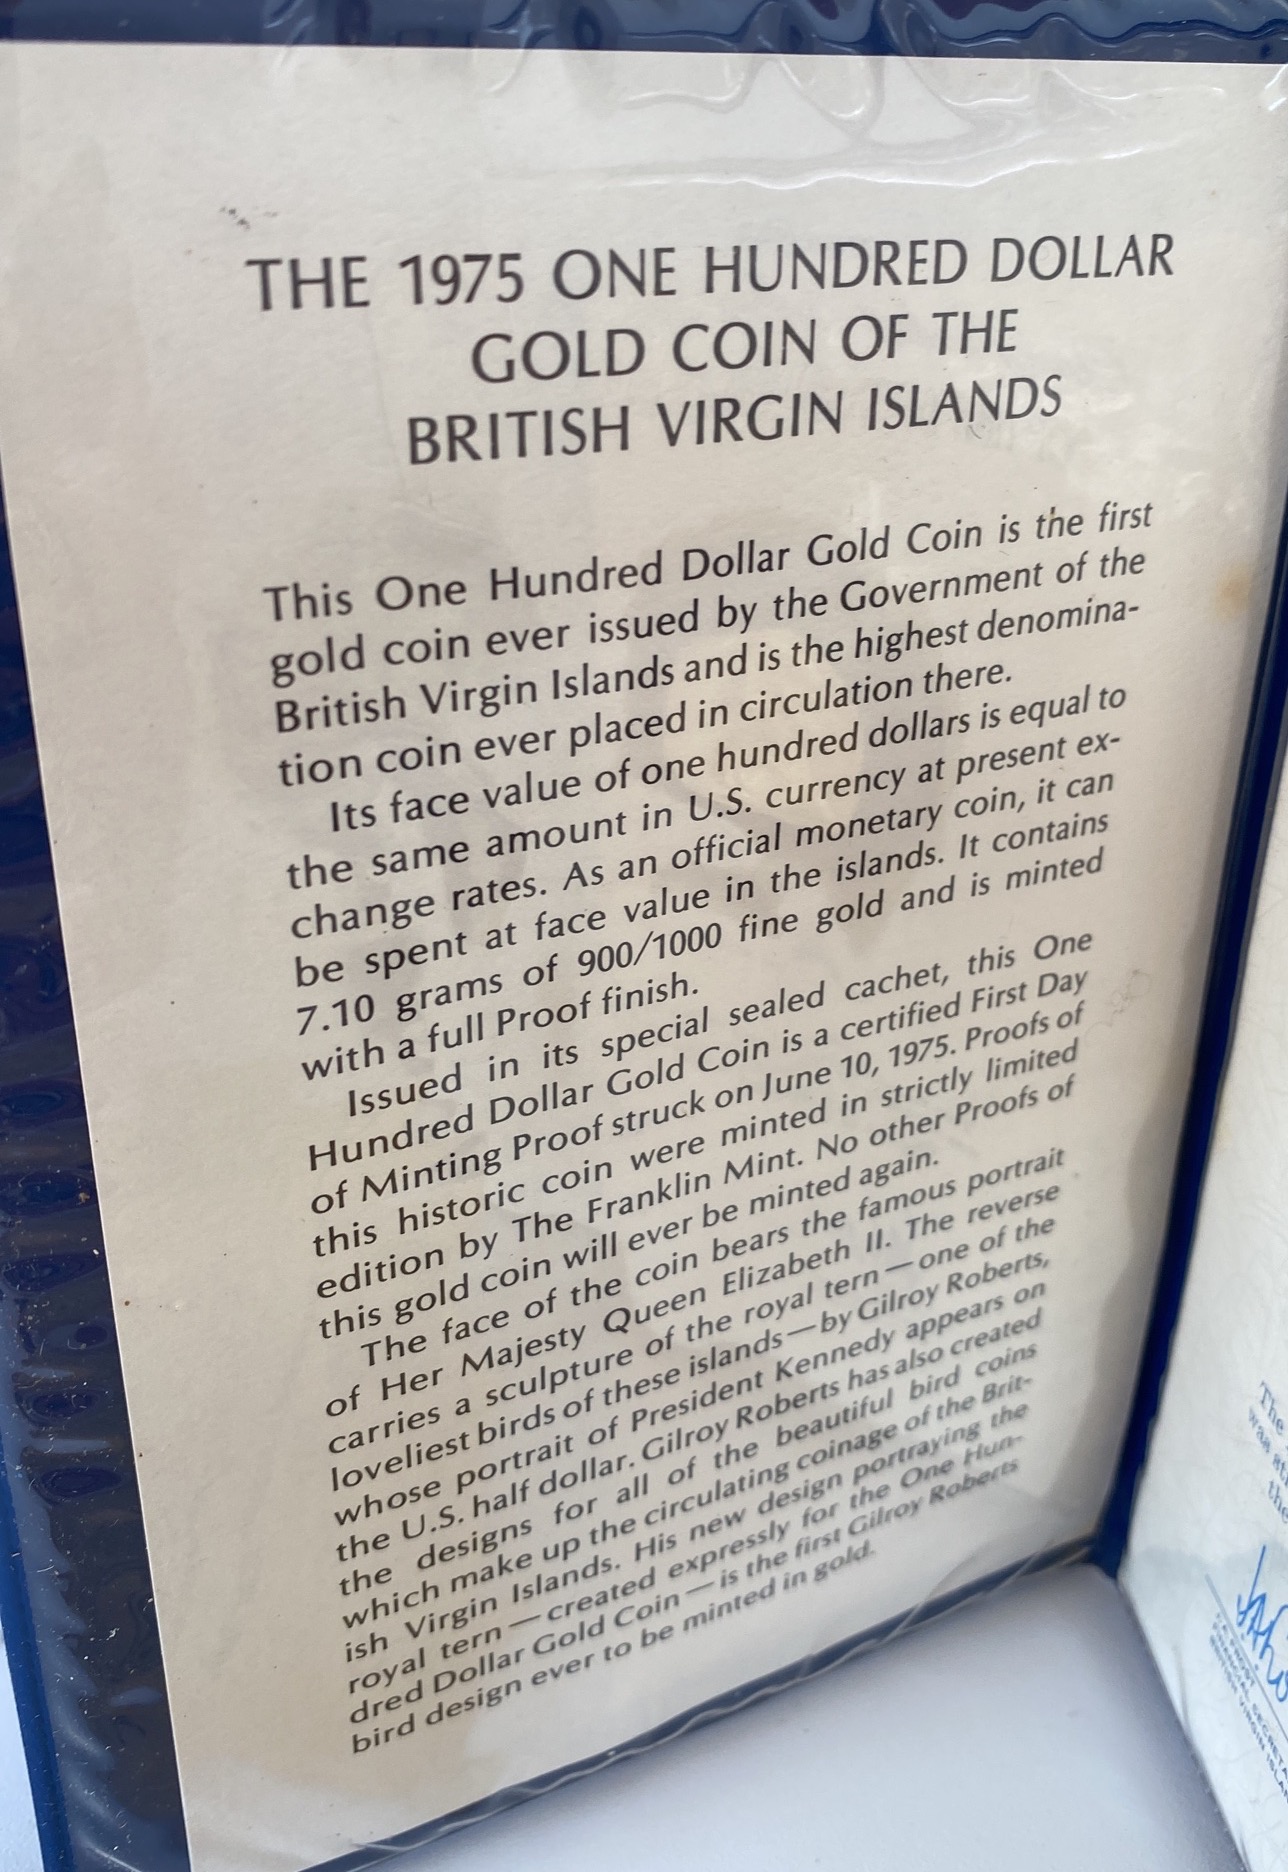 THE 1975 ONE HUNDRED DOLLAR
GOLD COIN OF THE
BRITISH VIRGIN ISLANDS
This One Hundred Dollar Gold Coin is the first
gold coin ever issued by the Government of the
British Virgin Islands and is the highest denomina-
tion coin ever placed in circulation there.
Its face value of one hundred dollars is equal to
the same amount in U.S. currency at present ex-
change rates. As an official monetary coin, it can
be spent at face value in the islands. It contains
7.10 grams of 900/1000 fine gold and is minted
with a full Proof finish.
Issued in its special sealed cachet, this One
Hundred Dollar Gold Coin is a certified First Day
of Minting Proof struck on June 10, 1975. Proofs of
this historic coin were minted in strictly limited
edition by The Franklin Mint. No other Proofs of
this gold coin will ever be minted again.
The face of the coin bears the famous portrait
of Her Majesty Queen Elizabeth II. The reverse
carries a sculpture of the royal tern — one of the
loveliest birds of these islands — by Gilroy Roberts,
whose portrait of President Kennedy appears on
the U.S. half dollar. Gilroy Roberts has also created
the designs for all of the beautiful bird coins
which make up the circulating coinage of the Brit-
ish Virgin Islands. His new design portraying the
royal tern — created expressly for the One Hun-
dred Dollar Gold Coin — is the first Gilroy Roberts
bird design ever to be minted in gold.
The